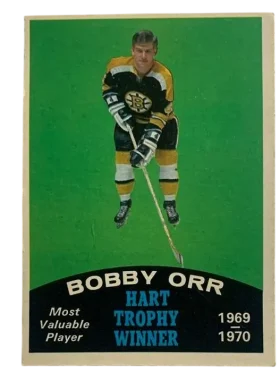 BOBBY ORR
HART
TROPHY
WINNER
Most
Valuable
Player
1969
1970